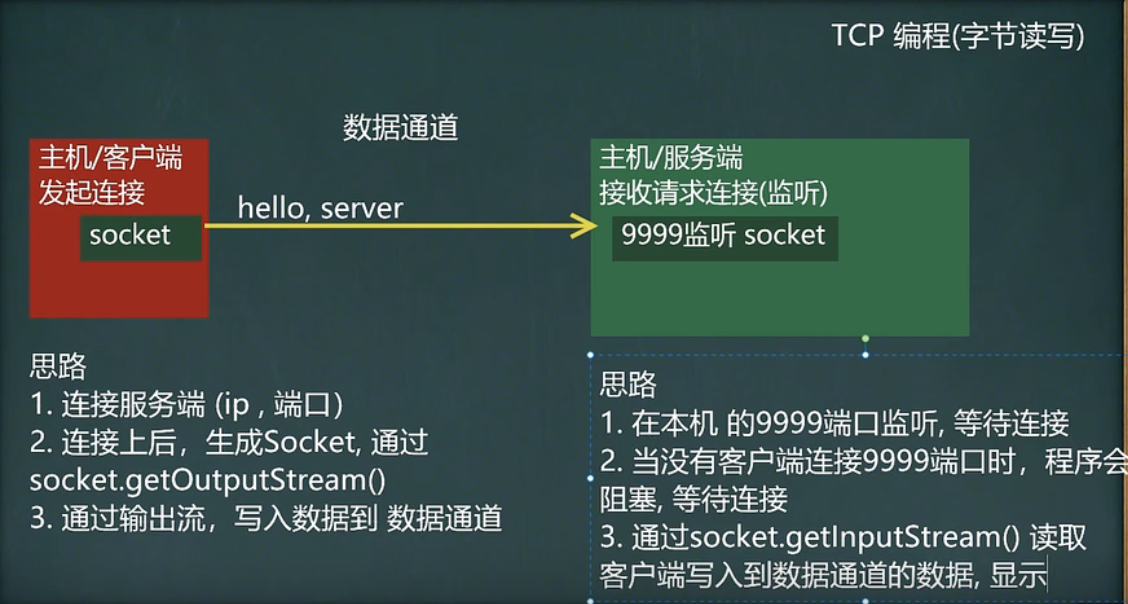 TCP 编程(字节读写)
数据通道
主机/客户端
发起连接
socket
hello, server
主机/服务端
接收请求连接(监听)
9999监听 socket
思路
1. 连接服务端 (ip , 端口)
2. 连接上后，生成Socket, 通过
socket.getOutputStream()
3. 通过输出流，写入数据到 数据通道
思路
1. 在本机 的9999端口监听, 等待连接
2. 当没有客户端连接9999端口时，程序会
阻塞, 等待连接
3. 通过socket.getInputStream() 读取
客户端写入到数据通道的数据, 显示